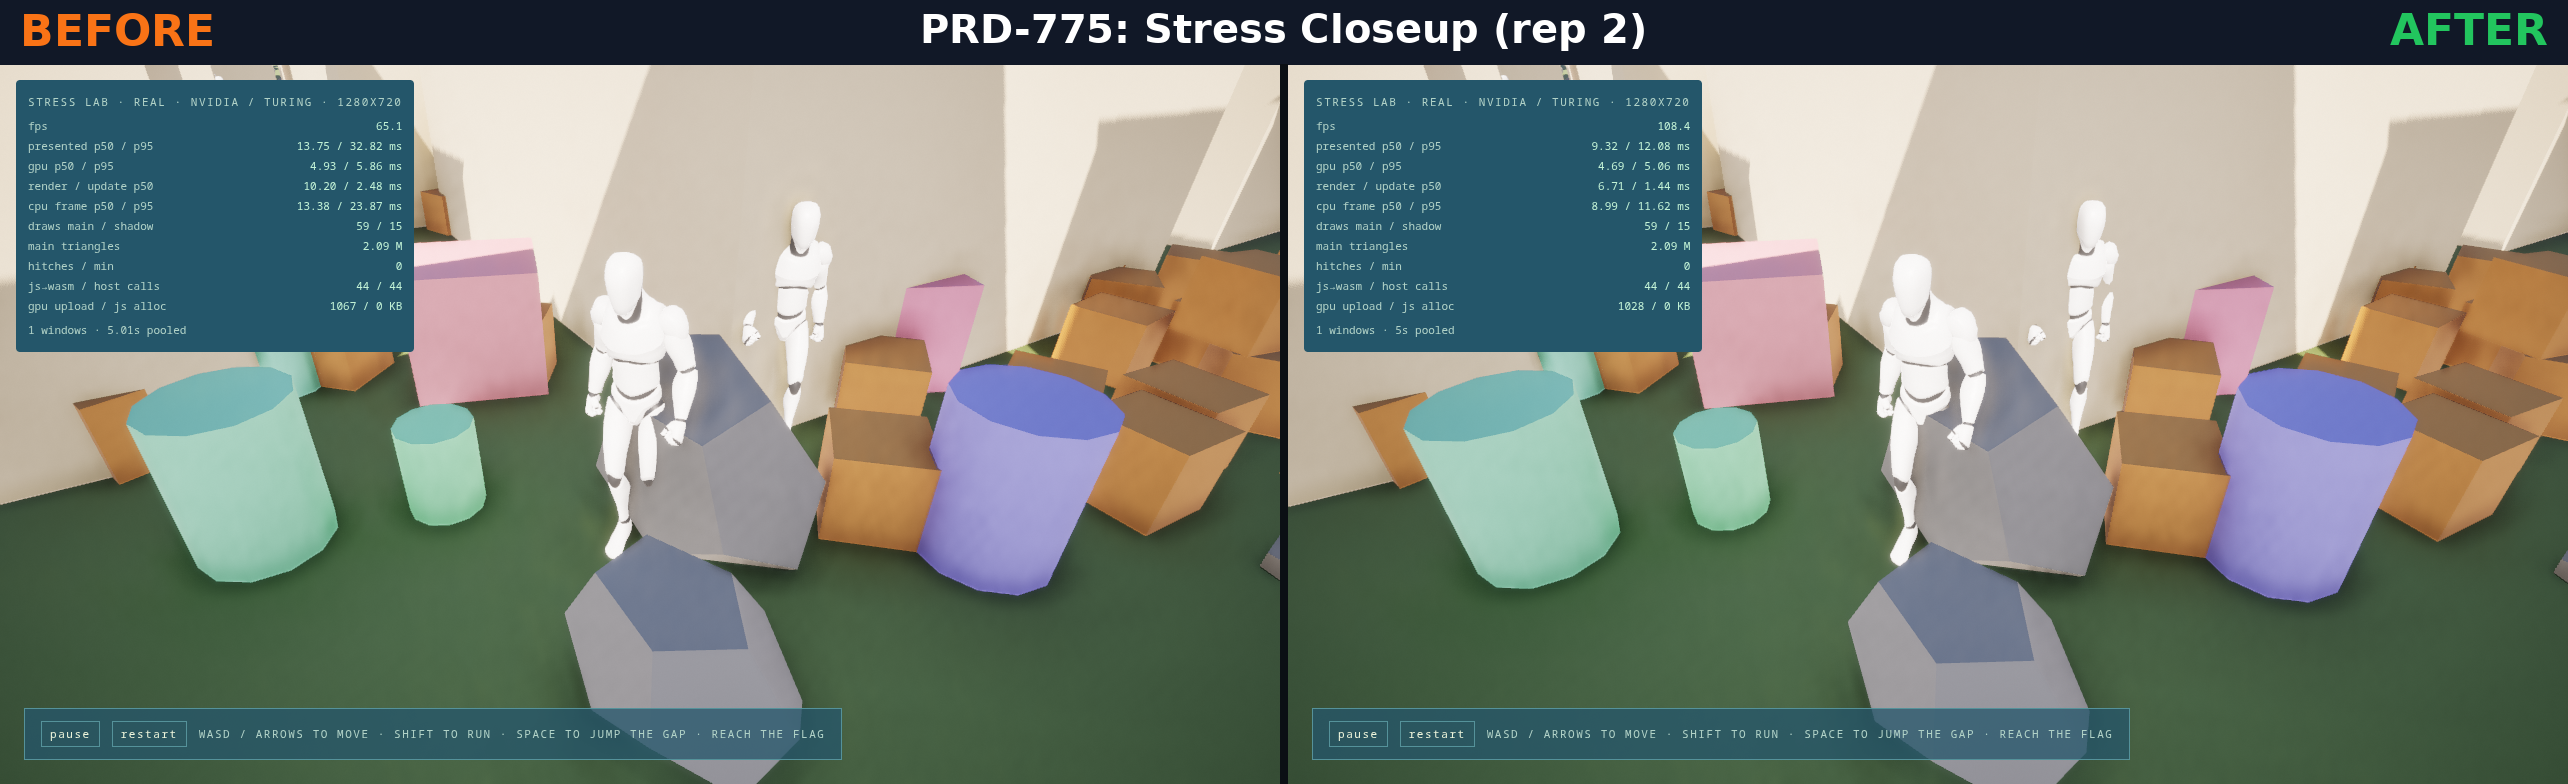 BEFORE
PRD-775: Stress Closeup (rep 2)
AFTER
STRESS LAB · REAL · NVIDIA / TURING · 1280X720
fps 65.1
presented p50 / p95 13.75 / 32.82 ms
gpu p50 / p95 4.93 / 5.86 ms
render / update p50 10.20 / 2.48 ms
cpu frame p50 / p95 13.38 / 23.87 ms
draws main / shadow 59 / 15
main triangles 2.09 M
hitches / min 0
js→wasm / host calls 44 / 44
gpu upload / js alloc 1067 / 0 KB
1 windows · 5.01s pooled
pause restart WASD / ARROWS TO MOVE · SHIFT TO RUN · SPACE TO JUMP THE GAP · REACH THE FLAG
STRESS LAB · REAL · NVIDIA / TURING · 1280X720
fps 108.4
presented p50 / p95 9.32 / 12.08 ms
gpu p50 / p95 4.69 / 5.06 ms
render / update p50 6.71 / 1.44 ms
cpu frame p50 / p95 8.99 / 11.62 ms
draws main / shadow 59 / 15
main triangles 2.09 M
hitches / min 0
js→wasm / host calls 44 / 44
gpu upload / js alloc 1028 / 0 KB
1 windows · 5s pooled
pause restart WASD / ARROWS TO MOVE · SHIFT TO RUN · SPACE TO JUMP THE GAP · REACH THE FLAG